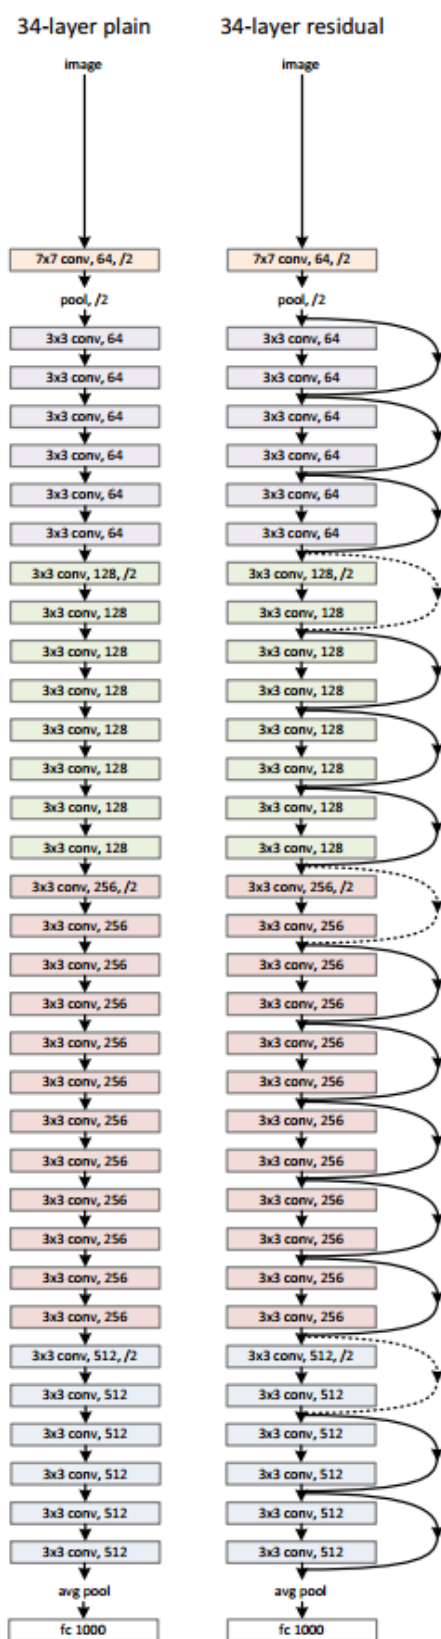 34-layer plain
image
7x7 conv, 64, /2
pool, /2
3x3 conv, 64
3x3 conv, 64
3x3 conv, 64
3x3 conv, 64
3x3 conv, 64
3x3 conv, 64
3x3 conv, 128, /2
3x3 conv, 128
3x3 conv, 128
3x3 conv, 128
3x3 conv, 128
3x3 conv, 128
3x3 conv, 128
3x3 conv, 128
3x3 conv, 256, /2
3x3 conv, 256
3x3 conv, 256
3x3 conv, 256
3x3 conv, 256
3x3 conv, 256
3x3 conv, 256
3x3 conv, 256
3x3 conv, 256
3x3 conv, 256
3x3 conv, 256
3x3 conv, 256
3x3 conv, 512, /2
3x3 conv, 512
3x3 conv, 512
3x3 conv, 512
3x3 conv, 512
3x3 conv, 512
avg pool
fc 1000
34-layer residual
image
7x7 conv, 64, /2
pool, /2
3x3 conv, 64
3x3 conv, 64
3x3 conv, 64
3x3 conv, 64
3x3 conv, 64
3x3 conv, 64
3x3 conv, 128, /2
3x3 conv, 128
3x3 conv, 128
3x3 conv, 128
3x3 conv, 128
3x3 conv, 128
3x3 conv, 128
3x3 conv, 128
3x3 conv, 256, /2
3x3 conv, 256
3x3 conv, 256
3x3 conv, 256
3x3 conv, 256
3x3 conv, 256
3x3 conv, 256
3x3 conv, 256
3x3 conv, 256
3x3 conv, 256
3x3 conv, 256
3x3 conv, 256
3x3 conv, 512, /2
3x3 conv, 512
3x3 conv, 512
3x3 conv, 512
3x3 conv, 512
3x3 conv, 512
avg pool
fc 1000